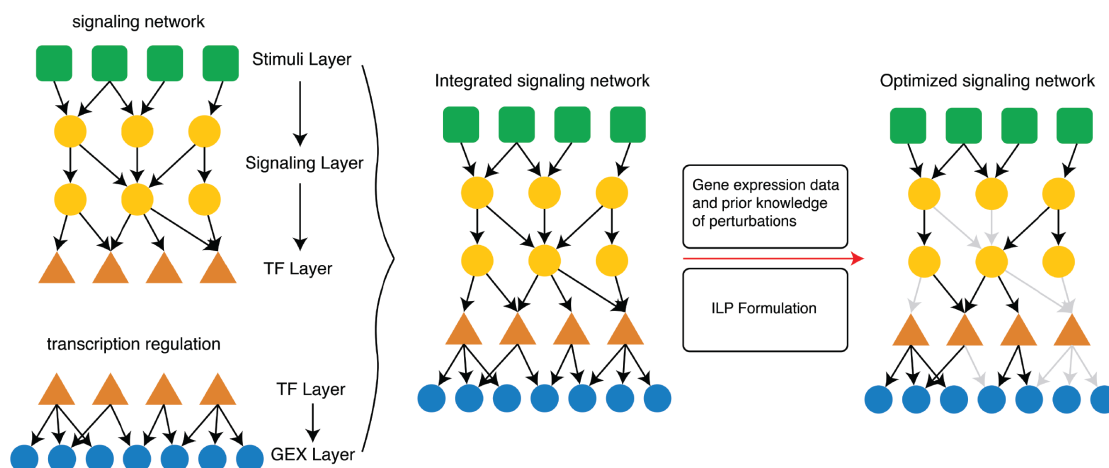 signaling network
Stimuli Layer
Signaling Layer
TF Layer
transcription regulation
TF Layer
GEX Layer
Integrated signaling network
Gene expression data
and prior knowledge
of perturbations
ILP Formulation
Optimized signaling network